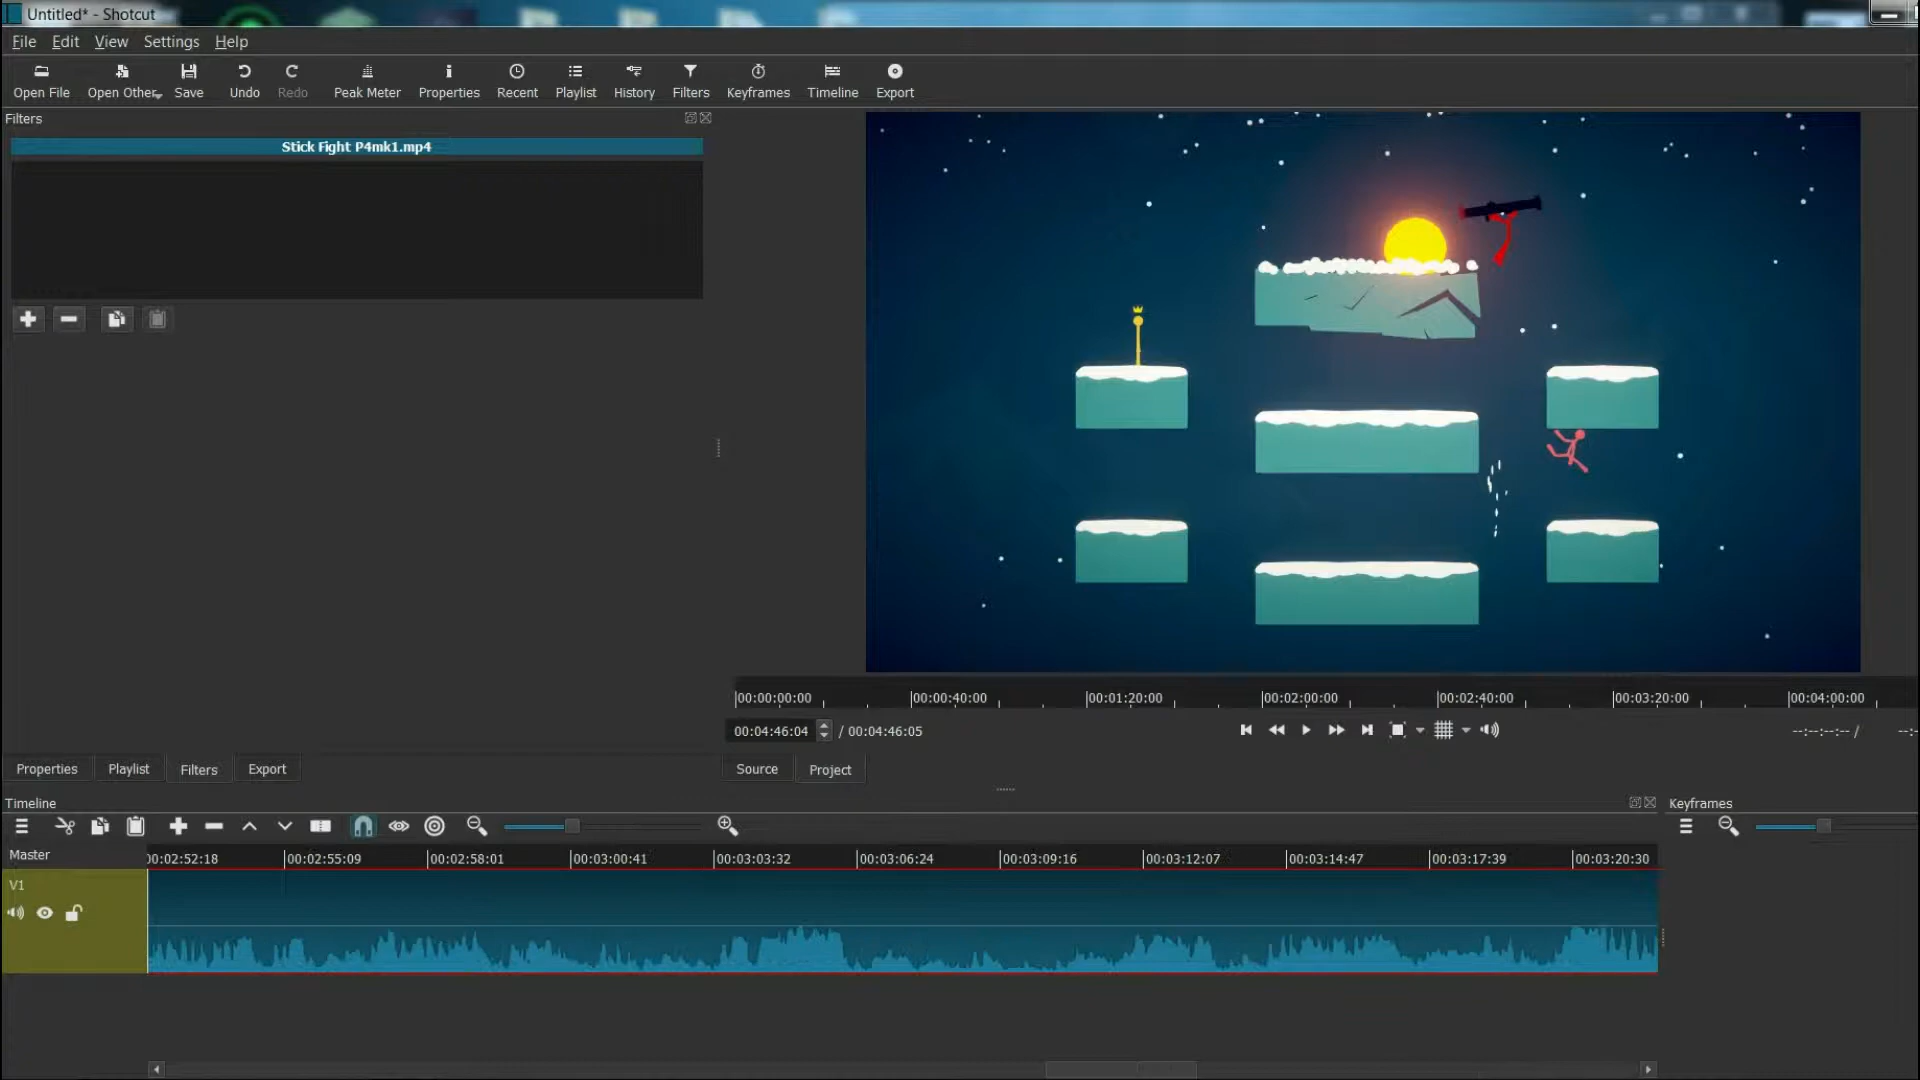 Untitled* - Shotcut
File Edit View Settings Help
Open File Open Other Save Undo Redo Peak Meter Properties Recent Playlist History Filters Keyframes Timeline Export
Filters
Stick Fight P4mk1.mp4
00:00:00:00 00:00:40:00 00:01:20:00 00:02:00:00 00:02:40:00 00:03:20:00 00:04:00:00
00:04:46:04 / 00:04:46:05 --:--:--:-- / --:-
Properties Playlist Filters Export Source Project
Timeline Keyframes
Master 00:02:52:18 00:02:55:09 00:02:58:01 00:03:00:41 00:03:03:32 00:03:06:24 00:03:09:16 00:03:12:07 00:03:14:47 00:03:17:39 00:03:20:30
V1